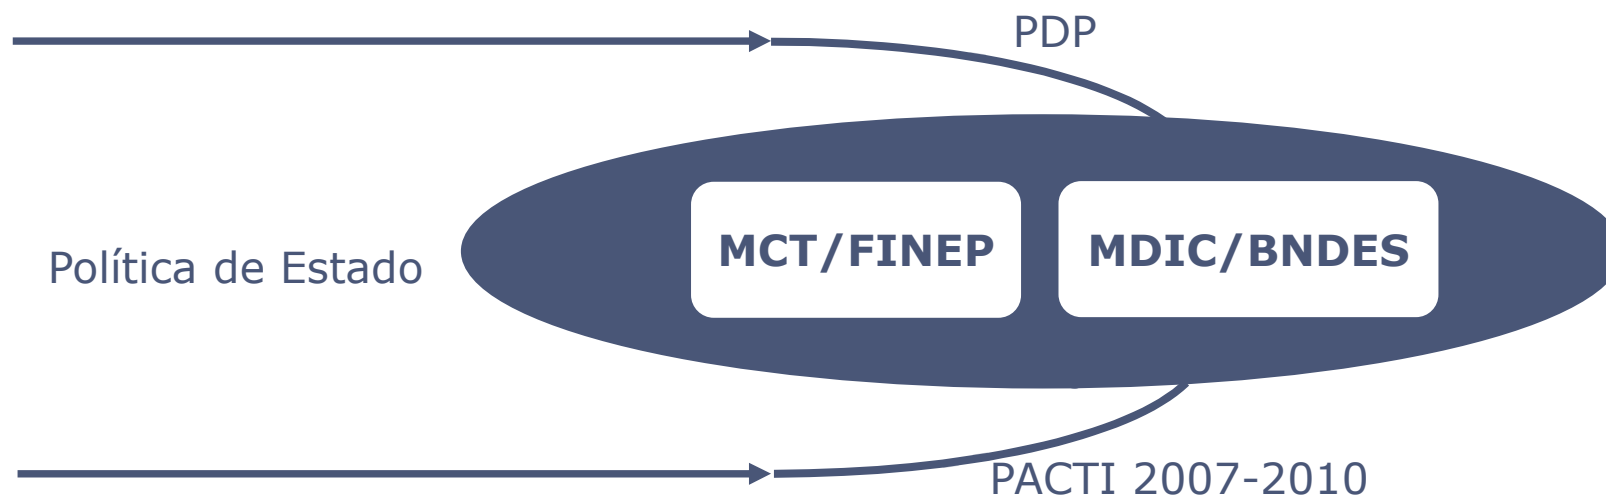 PDP
MCT/FINEP
MDIC/BNDES
Política de Estado
PACTI 2007-2010